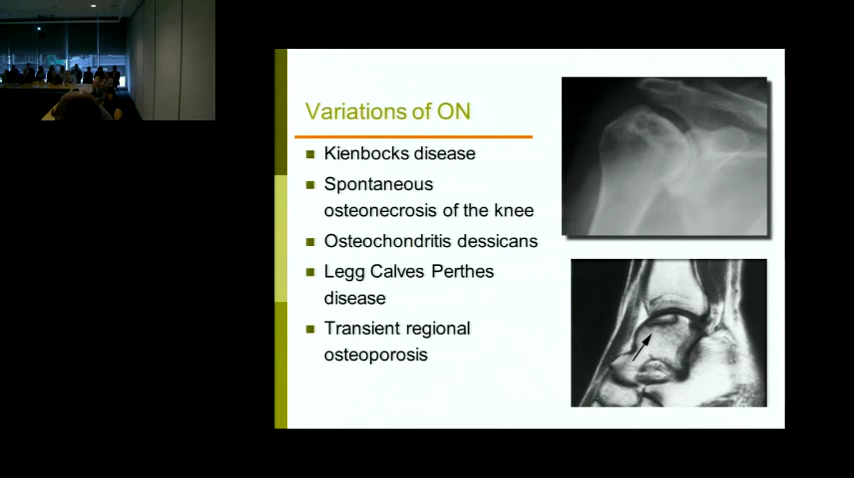 Variations of ON
Kienbocks disease
Spontaneous
osteonecrosis of the knee
Osteochondritis dessicans
Legg Calves Perthes
disease
Transient regional
osteoporosis